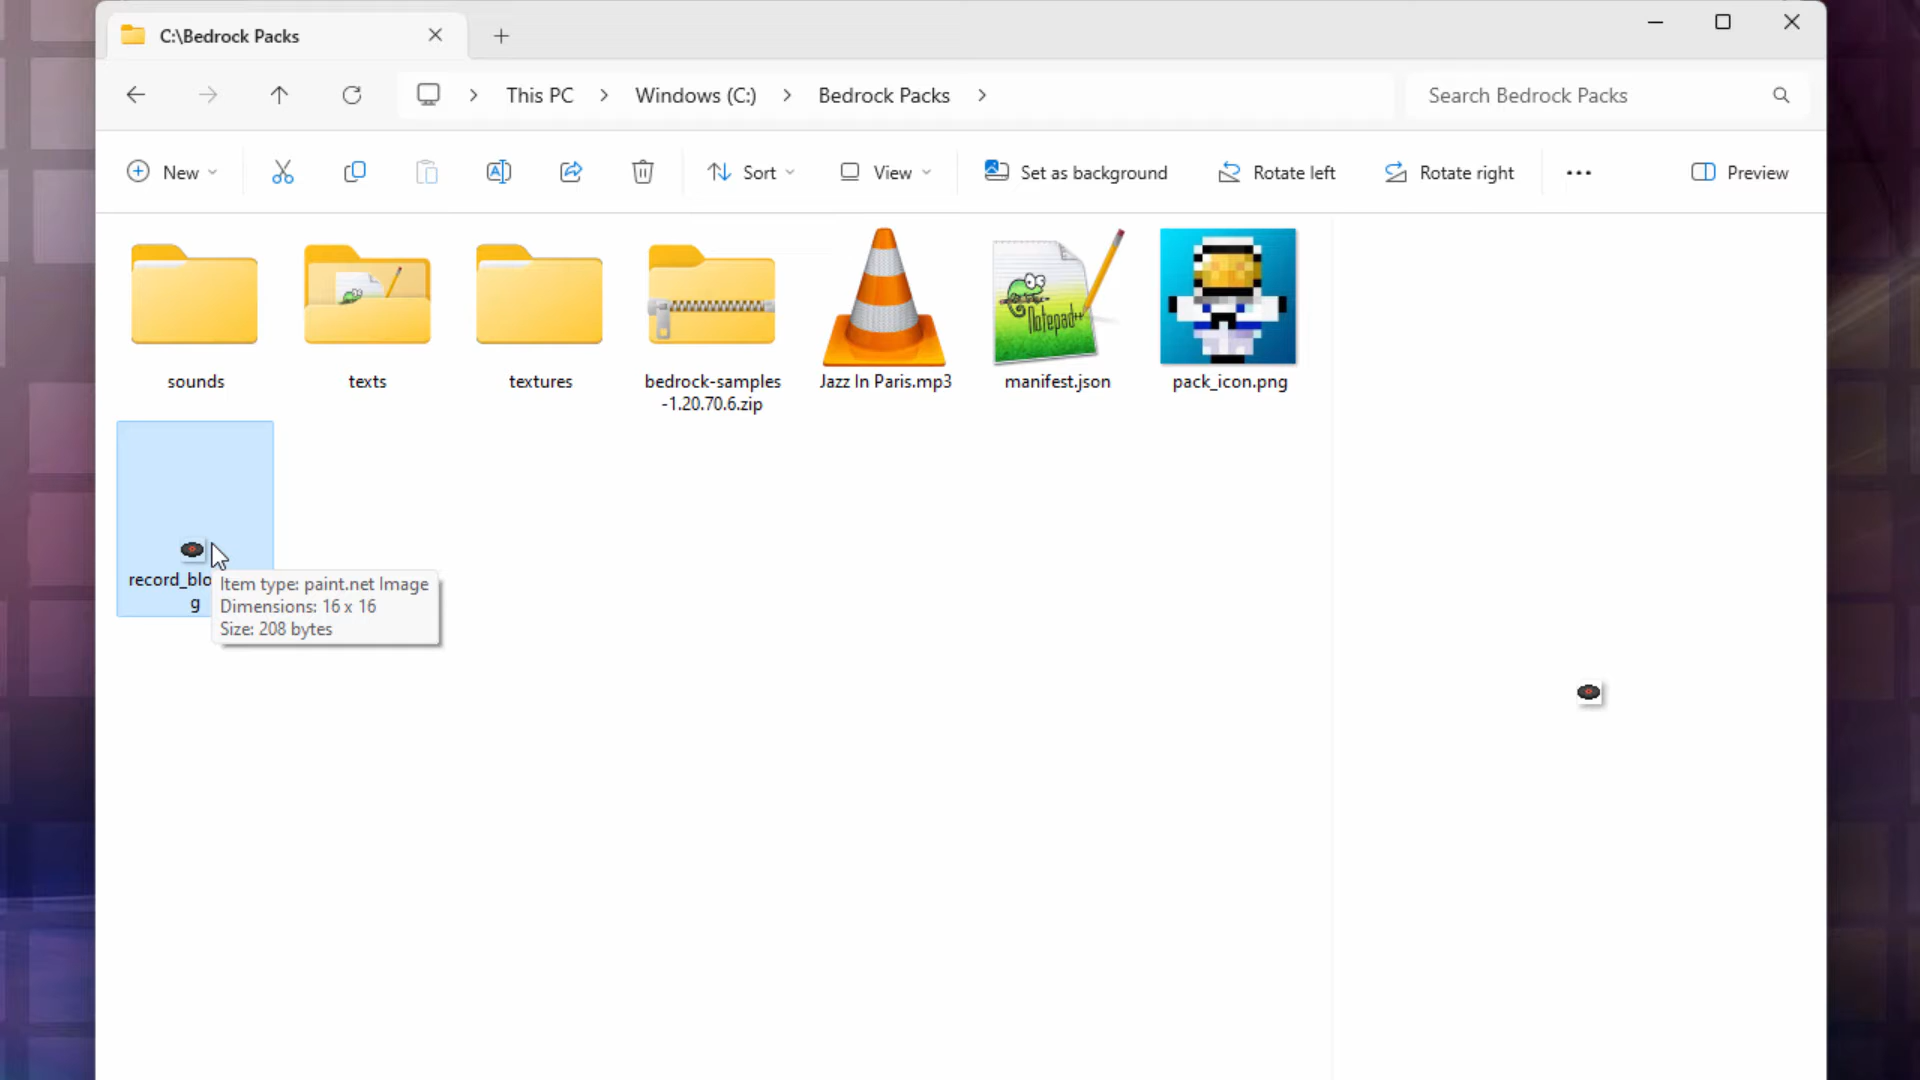 C:\Bedrock Packs
This PC
Windows (C:)
Bedrock Packs
Search Bedrock Packs
New
Sort
View
Set as background
Rotate left
Rotate right
Preview
sounds
texts
textures
bedrock-samples
-1.20.70.6.zip
Jazz In Paris.mp3
Notepad++
manifest.json
pack_icon.png
record_blo
g
Item type: paint.net Image
Dimensions: 16 x 16
Size: 208 bytes